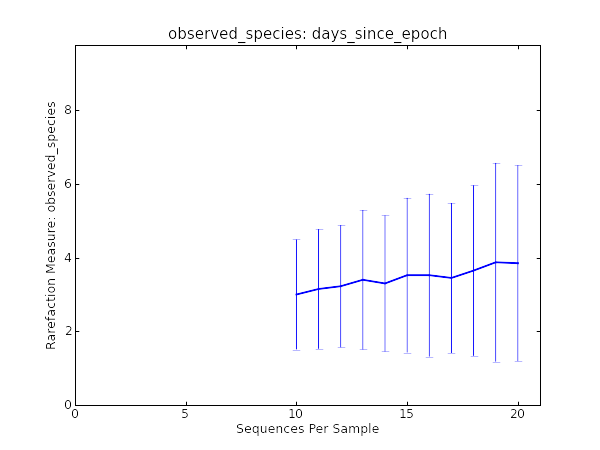 observed_species: days_since_epoch
Rarefaction Measure: observed_species
8
6
4
2
0
0 5 10 15 20
Sequences Per Sample